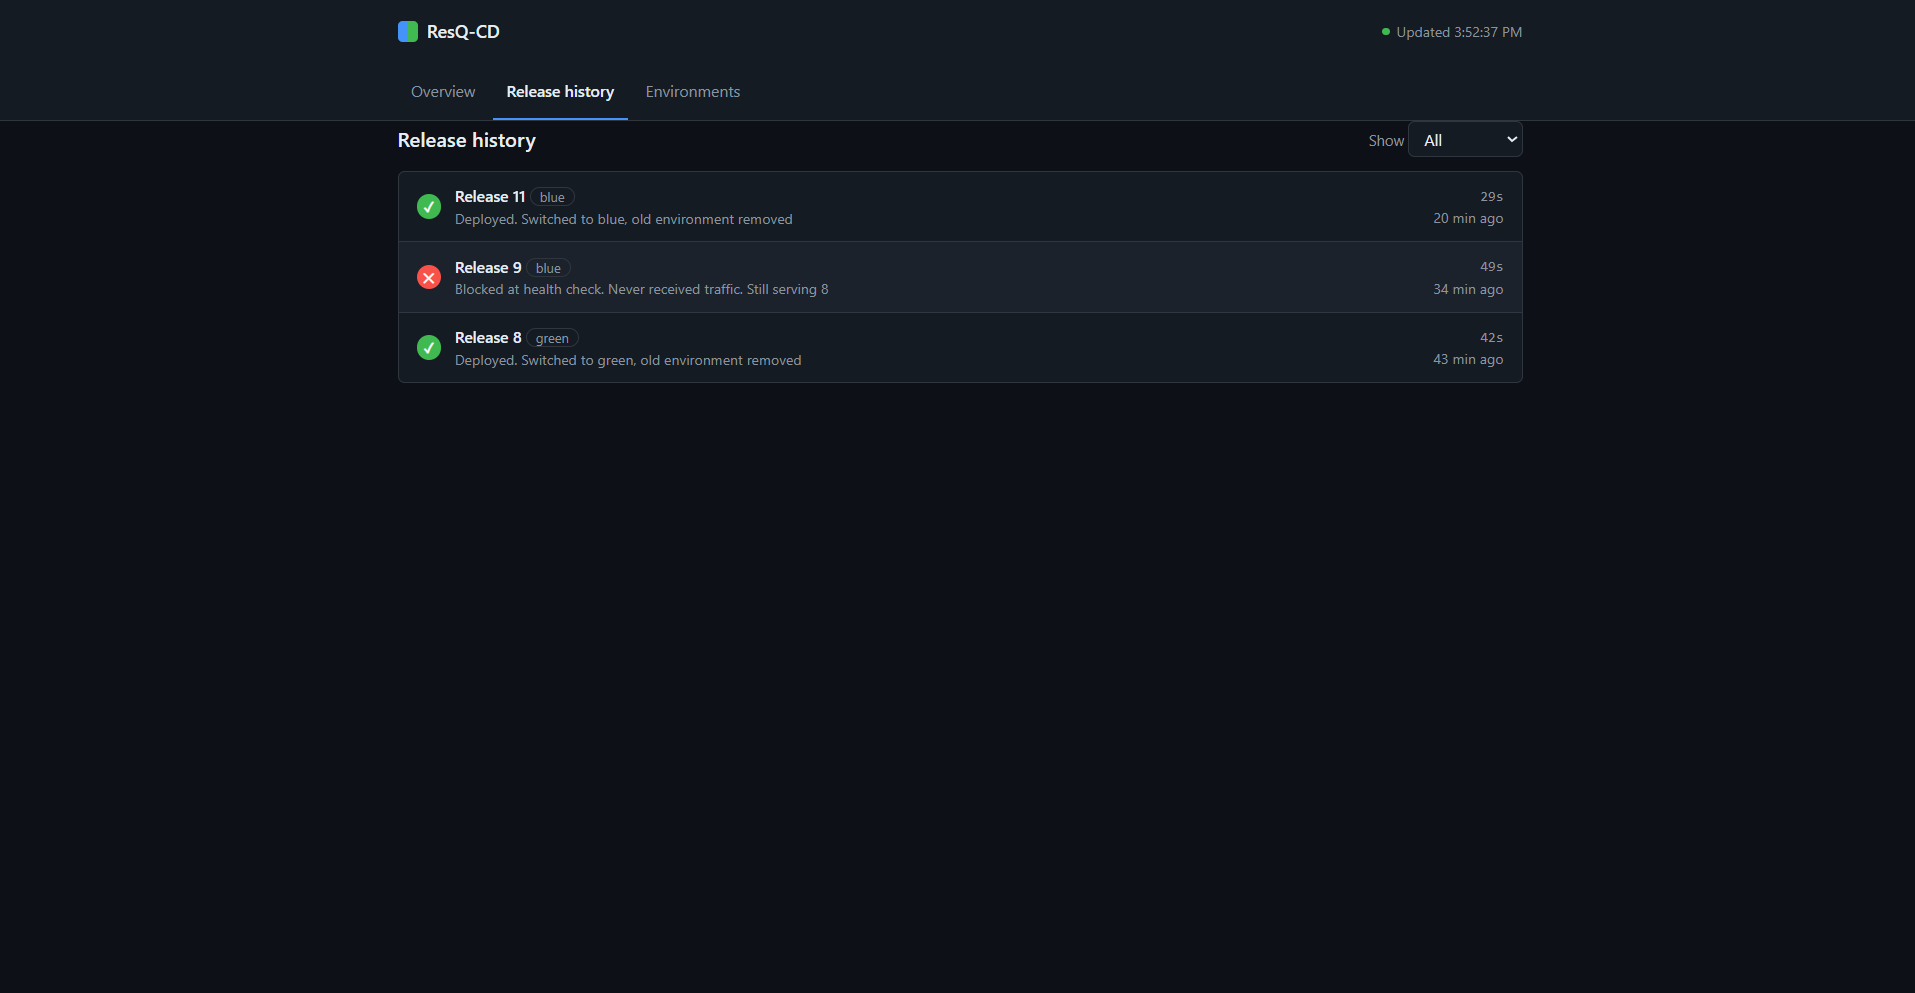 ResQ-CD
Updated 3:52:37 PM
Overview
Release history
Environments
Release history
Show
All
Release 11 blue
29s
Deployed. Switched to blue, old environment removed
20 min ago
Release 9 blue
49s
Blocked at health check. Never received traffic. Still serving 8
34 min ago
Release 8 green
42s
Deployed. Switched to green, old environment removed
43 min ago